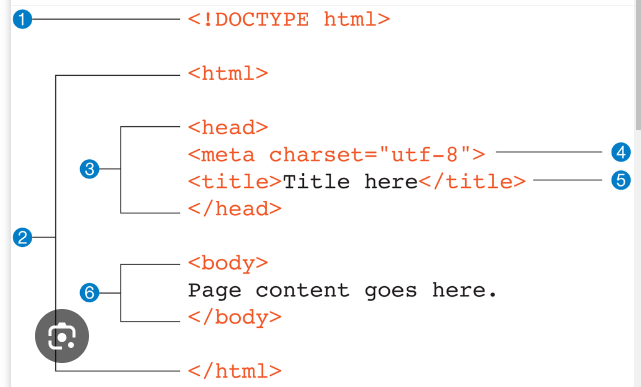 1 <!DOCTYPE html>
<html>
<head>
<meta charset="utf-8"> 4
3 <title>Title here</title> 5
</head>
2
<body>
6 Page content goes here.
</body>
</html>